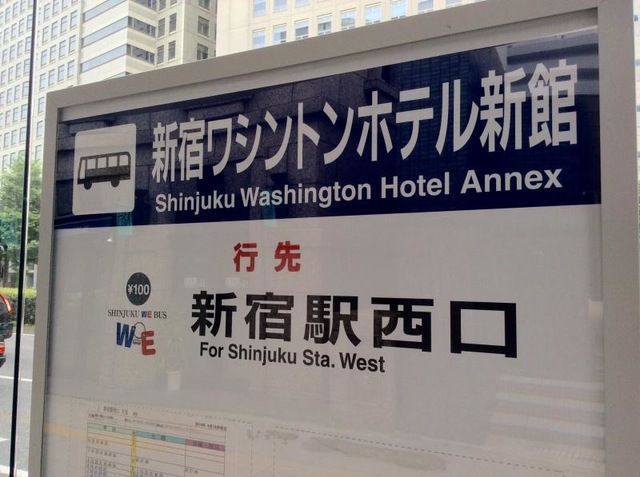 新宿ワシントンホテル新館
Shinjuku Washington Hotel Annex
行先
¥100
SHINJUKU WE BUS
WE
新宿駅西口
For Shinjuku Sta. West